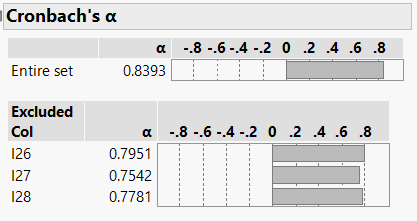 Cronbach's α
α -.8 -.6 -.4 -.2 0 .2 .4 .6 .8
Entire set 0.8393
Excluded
Col α -.8 -.6 -.4 -.2 0 .2 .4 .6 .8
I26 0.7951
I27 0.7542
I28 0.7781